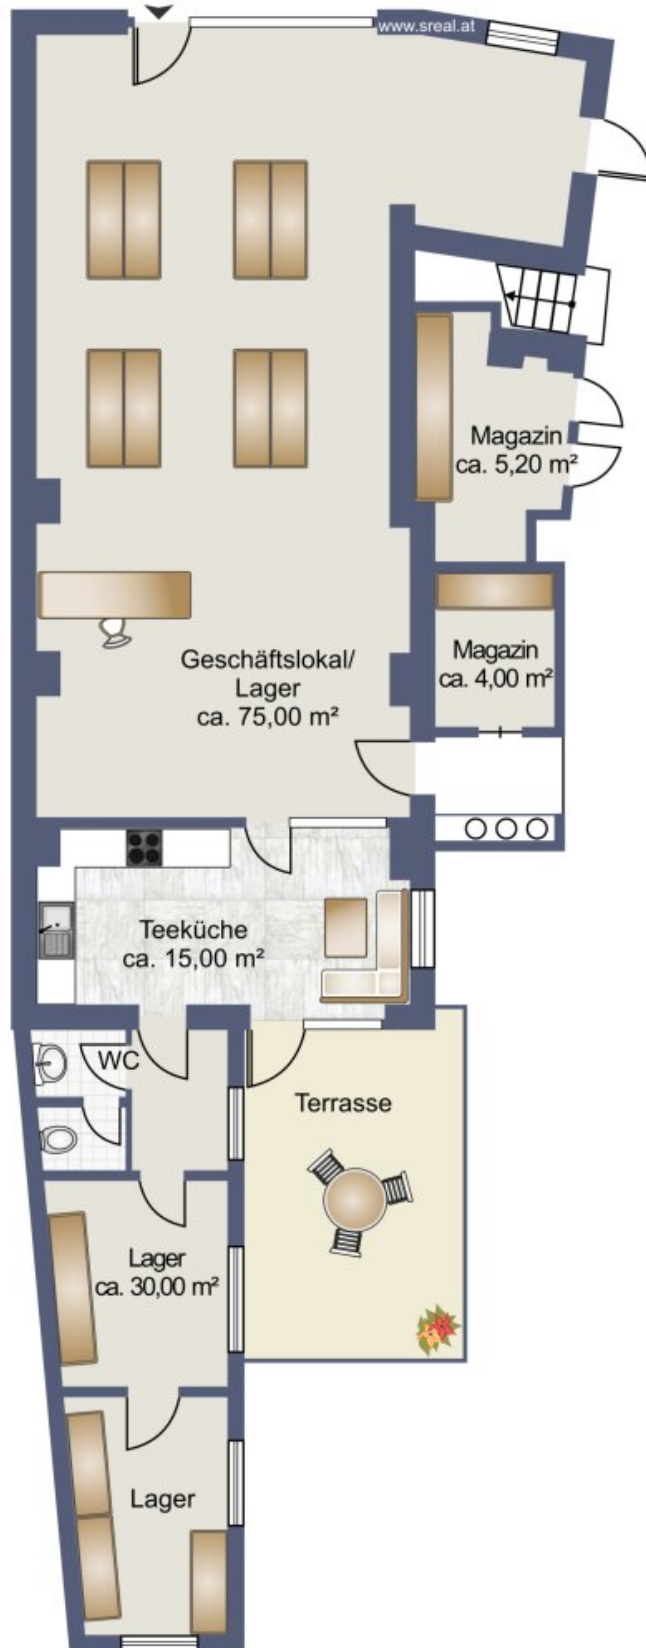 www.sreal.at
Magazin
ca. 5,20 m²
Geschäftslokal/
Lager
ca. 75,00 m²
Magazin
ca. 4,00 m²
Teeküche
ca. 15,00 m²
WC
Terrasse
Lager
ca. 30,00 m²
Lager